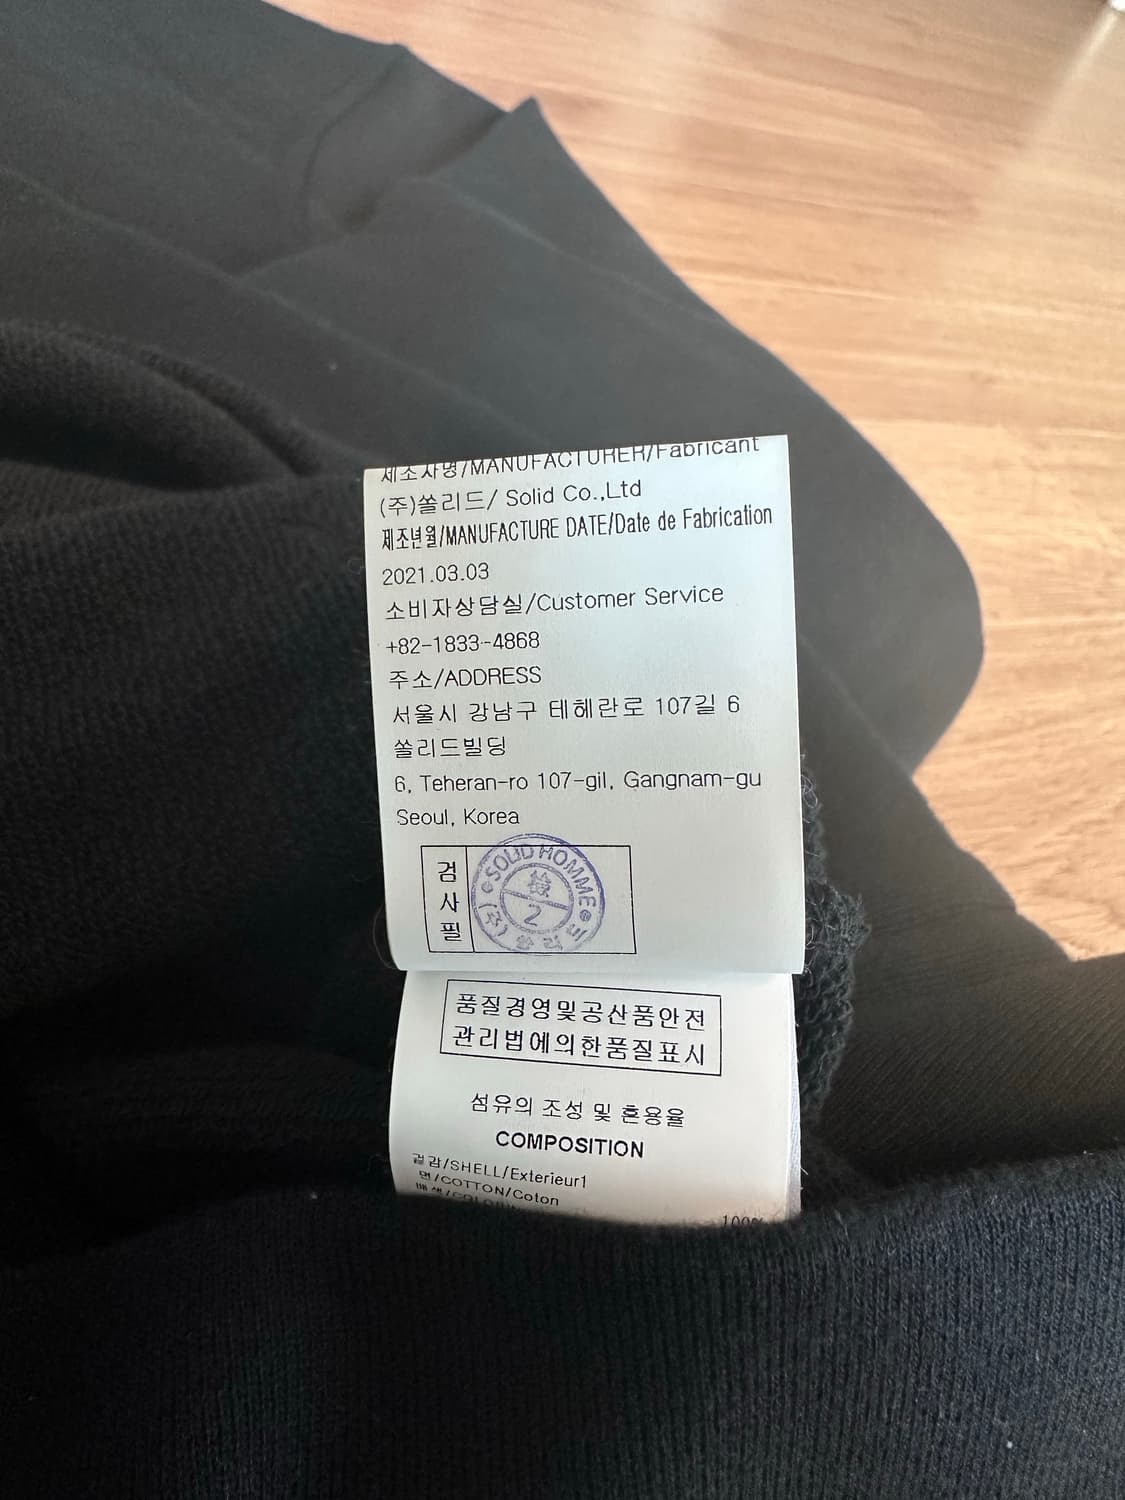 제조자명/MANUFACTURER/Fabricant
(주)쏠리드/ Solid Co.,Ltd
제조년월/MANUFACTURE DATE/Date de Fabrication
2021.03.03
소비자상담실/Customer Service
+82-1833-4868
주소/ADDRESS
서울시 강남구 테헤란로 107길 6
쏠리드빌딩
6, Teheran-ro 107-gil, Gangnam-gu
Seoul, Korea
검사필
SOLID HOMME
檢
2
(주)쏠리드
품질경영및공산품안전
관리법에의한품질표시
섬유의 조성 및 혼용율
COMPOSITION
겉감/SHELL/Exterieur1
면/COTTON/Coton
100%